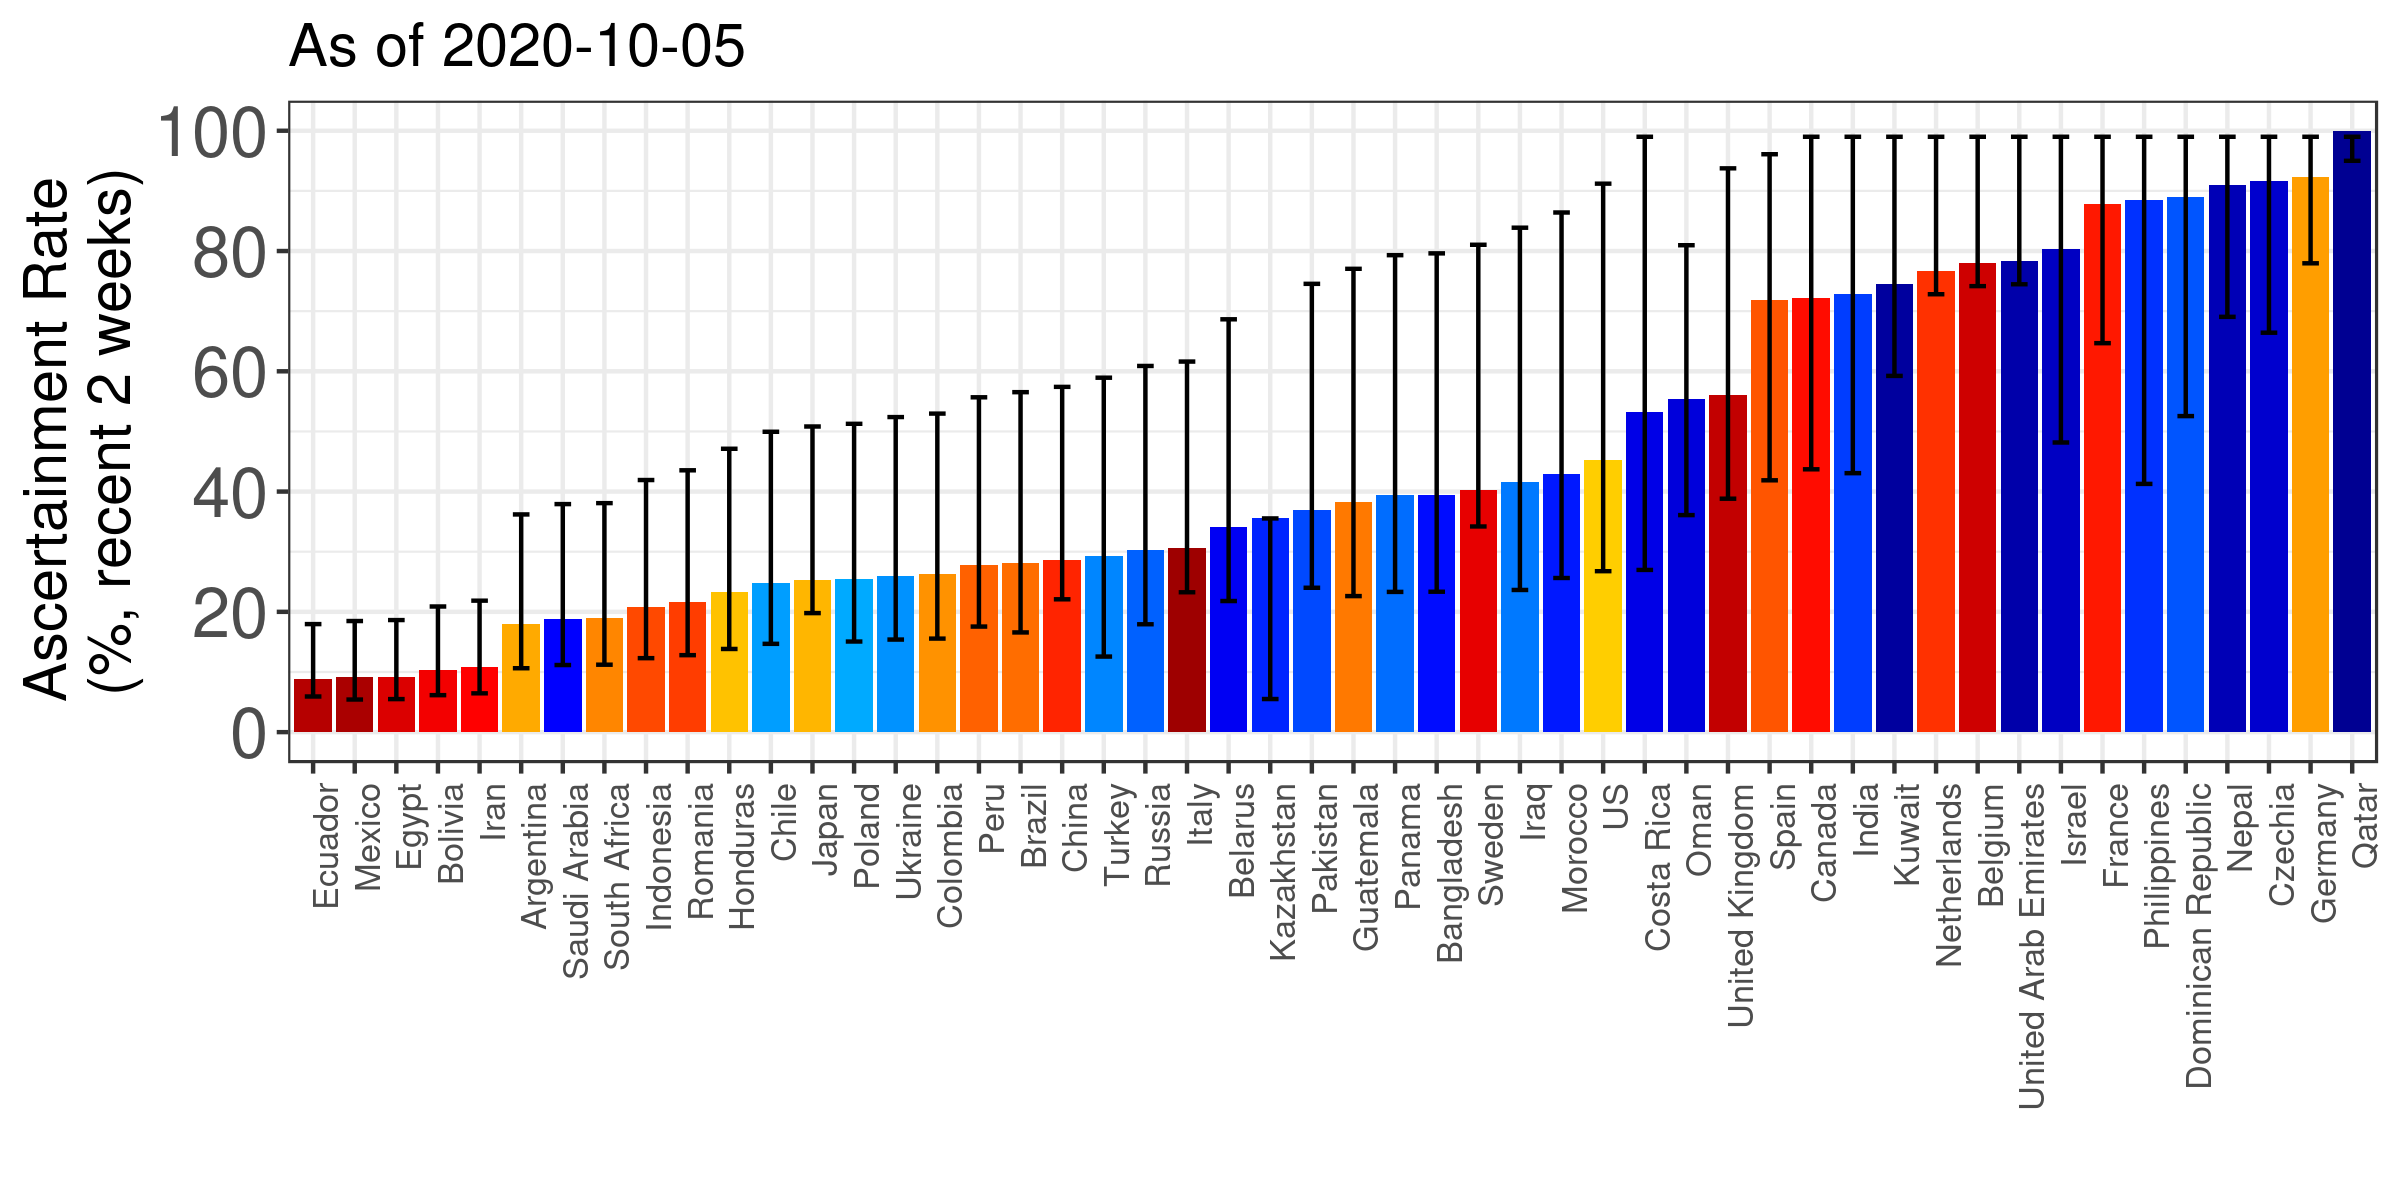 As of 2020-10-05
Ascertainment Rate
(%, recent 2 weeks)
100
80
60
40
20
0
Ecuador
Mexico
Egypt
Bolivia
Iran
Argentina
Saudi Arabia
South Africa
Indonesia
Romania
Honduras
Chile
Japan
Poland
Ukraine
Colombia
Peru
Brazil
China
Turkey
Russia
Italy
Belarus
Kazakhstan
Pakistan
Guatemala
Panama
Bangladesh
Sweden
Iraq
Morocco
US
Costa Rica
Oman
United Kingdom
Spain
Canada
India
Kuwait
Netherlands
Belgium
United Arab Emirates
Israel
France
Philippines
Dominican Republic
Nepal
Czechia
Germany
Qatar